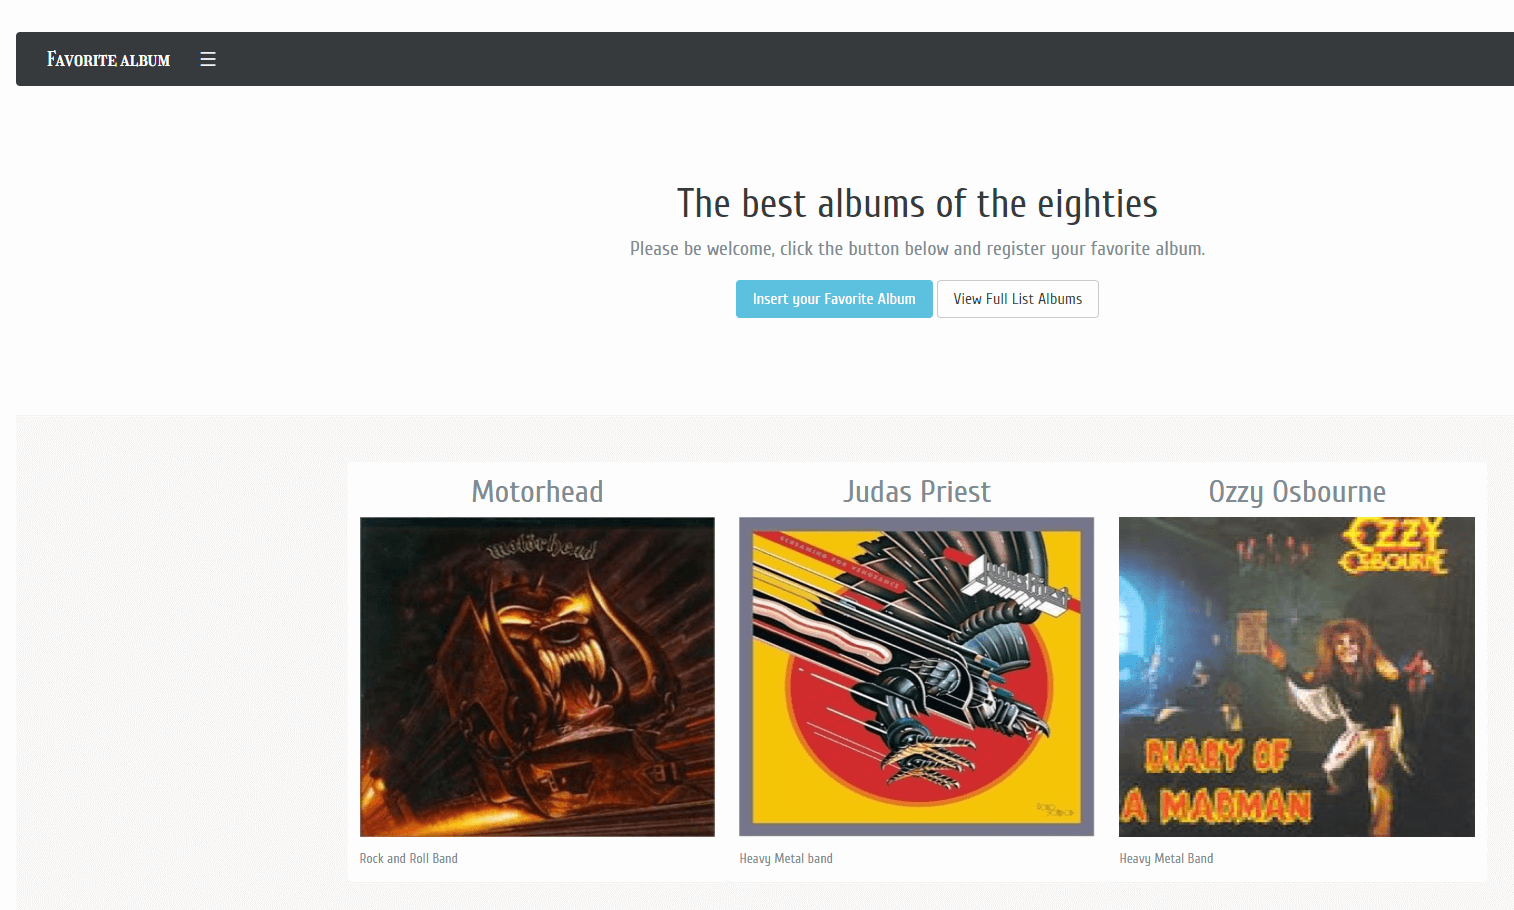 Favorite album
The best albums of the eighties
Please be welcome, click the button below and register your favorite album.
Insert your Favorite Album
View Full List Albums
Motorhead
Judas Priest
Ozzy Osbourne
motörhead
SCREAMING FOR VENGEANCE
Judas Priest
OZZY
OSBOURNE
DIARY OF
A MADMAN
Rock and Roll Band
Heavy Metal band
Heavy Metal Band